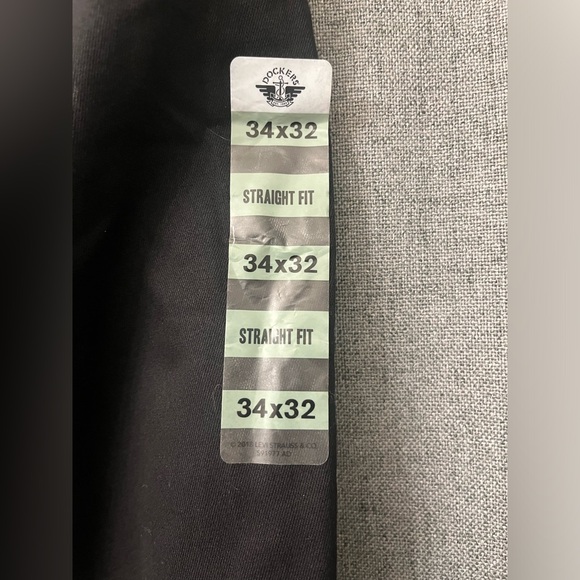 DOCKERS
34x32
STRAIGHT FIT
34x32
STRAIGHT FIT
34x32
LEVI STRAUSS & CO.